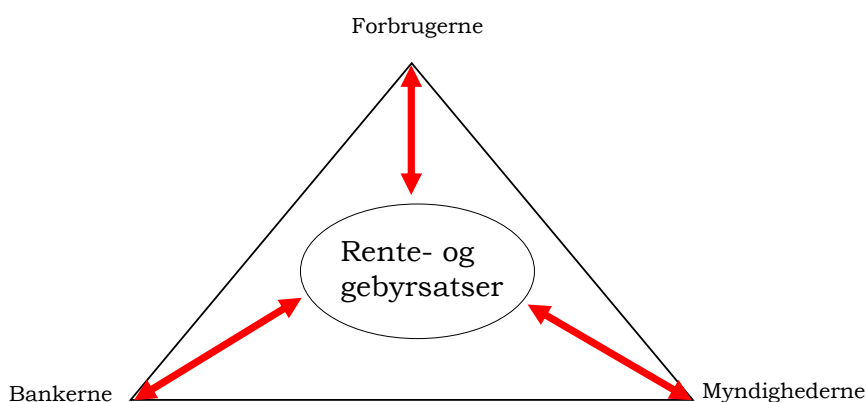 Forbrugerne
Rente- og
gebyrsatser
Bankerne
Myndighederne